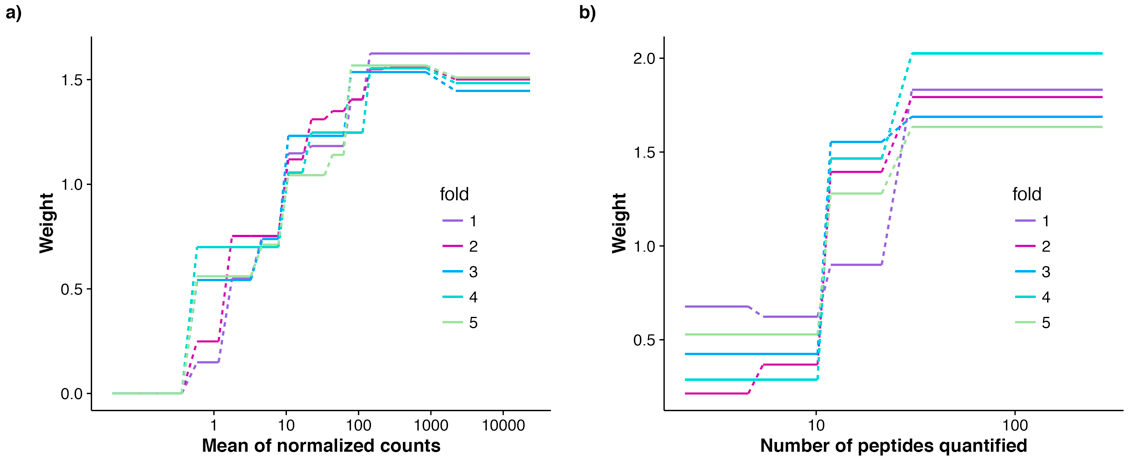 a)
Weight
1.5
1.0
0.5
0.0
1 10 100 1000 10000
Mean of normalized counts
fold
1
2
3
4
5
b)
Weight
2.0
1.5
1.0
0.5
10 100
Number of peptides quantified
fold
1
2
3
4
5